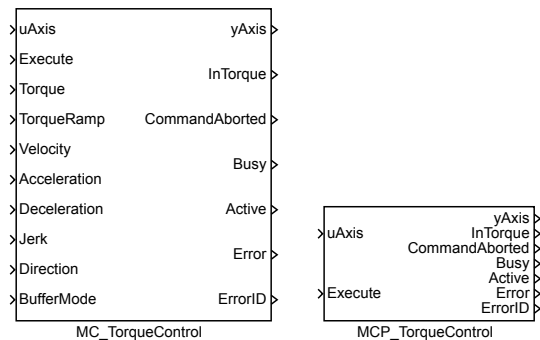 uAxis
Execute
Torque
TorqueRamp
Velocity
Acceleration
Deceleration
Jerk
Direction
BufferMode
yAxis
InTorque
CommandAborted
Busy
Active
Error
ErrorID
MC_TorqueControl
uAxis
Execute
yAxis
InTorque
CommandAborted
Busy
Active
Error
ErrorID
MCP_TorqueControl